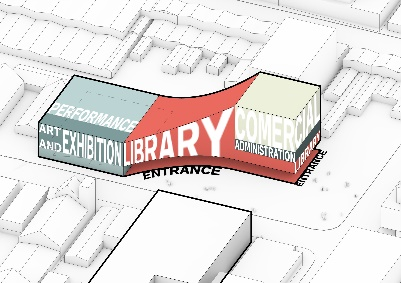 PERFORMANCE
ART
AND EXHIBITION
LIBRARY
COMERCIAL
ADMINISTRATION
LIBRARY
ENTRANCE
ENTRANCE